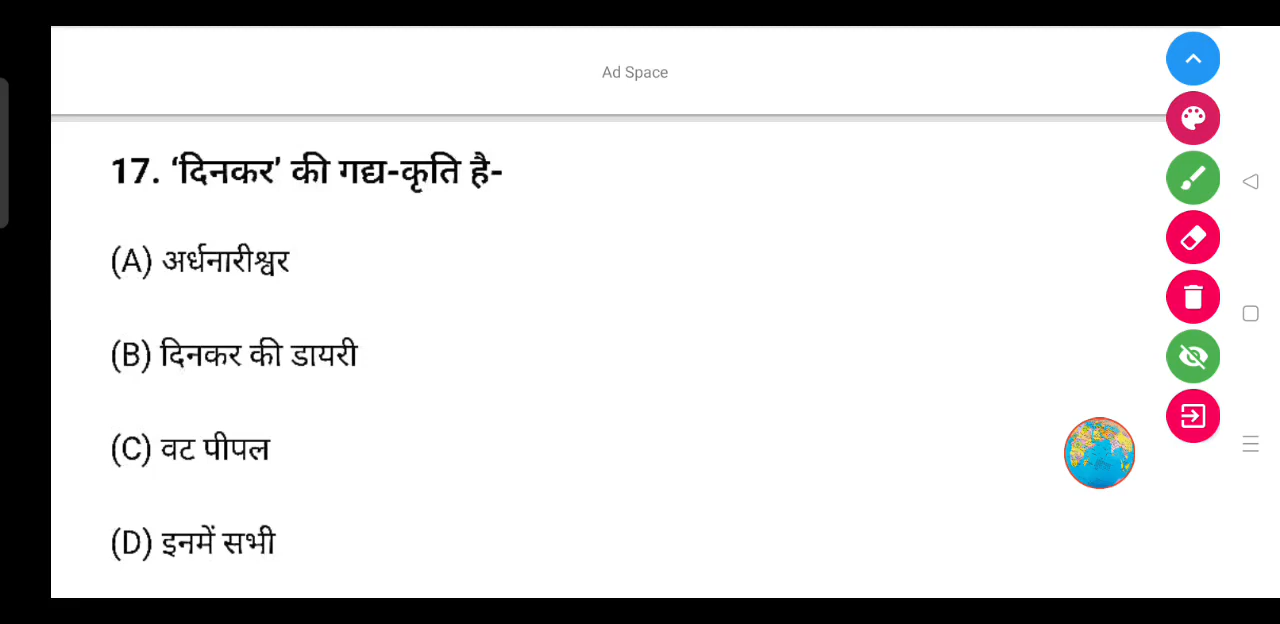 Ad Space
17. ‘दिनकर’ की गद्य-कृति है-
(A) अर्धनारीश्वर
(B) दिनकर की डायरी
(C) वट पीपल
(D) इनमें सभी